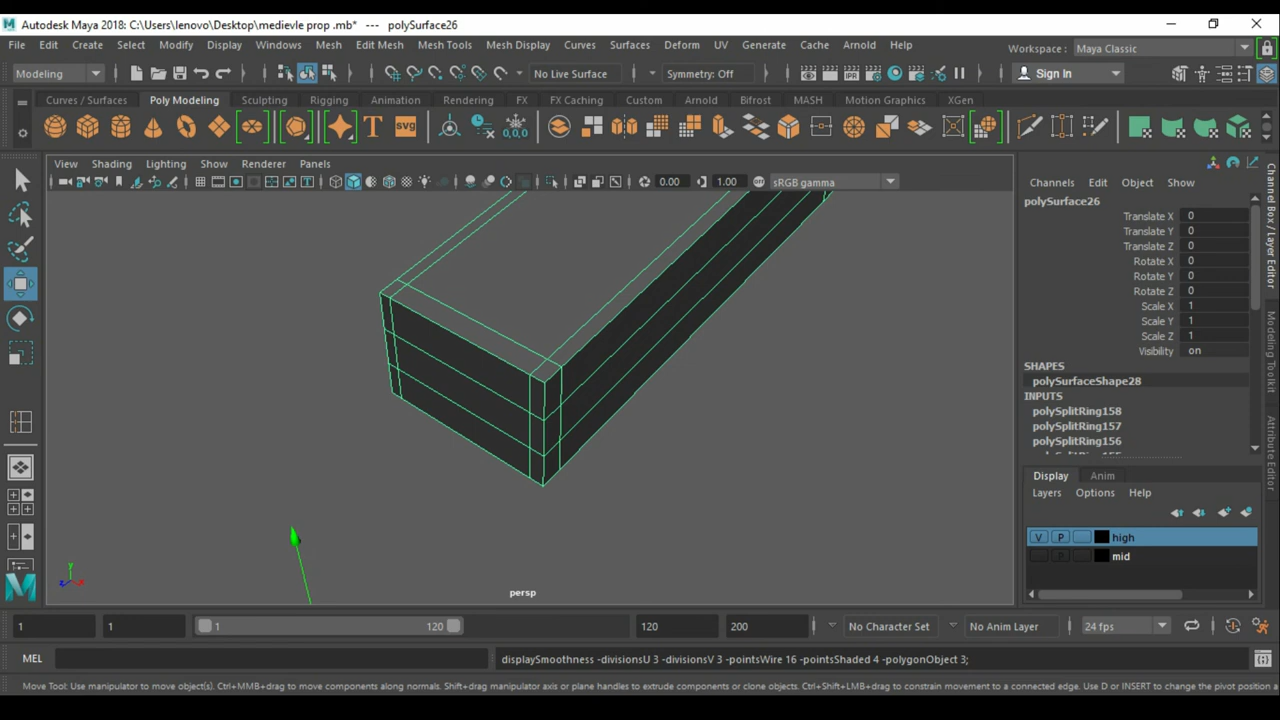 Autodesk Maya 2018: C:\Users\lenovo\Desktop\medievle prop .mb* --- polySurface26
File Edit Create Select Modify Display Windows Mesh Edit Mesh Mesh Tools Mesh Display Curves Surfaces Deform UV Generate Cache Arnold Help Workspace : Maya Classic
Modeling No Live Surface Symmetry: Off IPR Sign In
Curves / Surfaces Poly Modeling Sculpting Rigging Animation Rendering FX FX Caching Custom Arnold Bifrost MASH Motion Graphics XGen
T SVG 0,0,0
View Shading Lighting Show Renderer Panels
0.00 1.00 sRGB gamma
Channels Edit Object Show
polySurface26
Translate X 0
Translate Y 0
Translate Z 0
Rotate X 0
Rotate Y 0
Rotate Z 0
Scale X 1
Scale Y 1
Scale Z 1
Visibility on
SHAPES
polySurfaceShape28
INPUTS
polySplitRing158
polySplitRing157
polySplitRing156
Channel Box / Layer Editor
Modeling Toolkit
Attribute Editor
Display Anim
Layers Options Help
V P high
P mid
persp
1 1 1 120 120 200 No Character Set No Anim Layer 24 fps
MEL displaySmoothness -divisionsU 3 -divisionsV 3 -pointsWire 16 -pointsShaded 4 -polygonObject 3;
Move Tool: Use manipulator to move object(s). Ctrl+MMB+drag to move components along normals. Shift+drag manipulator axis or plane handles to extrude components or clone objects. Ctrl+Shift+LMB+drag to constrain movement to a connected edge. Use D or INSERT to change the pivot position a